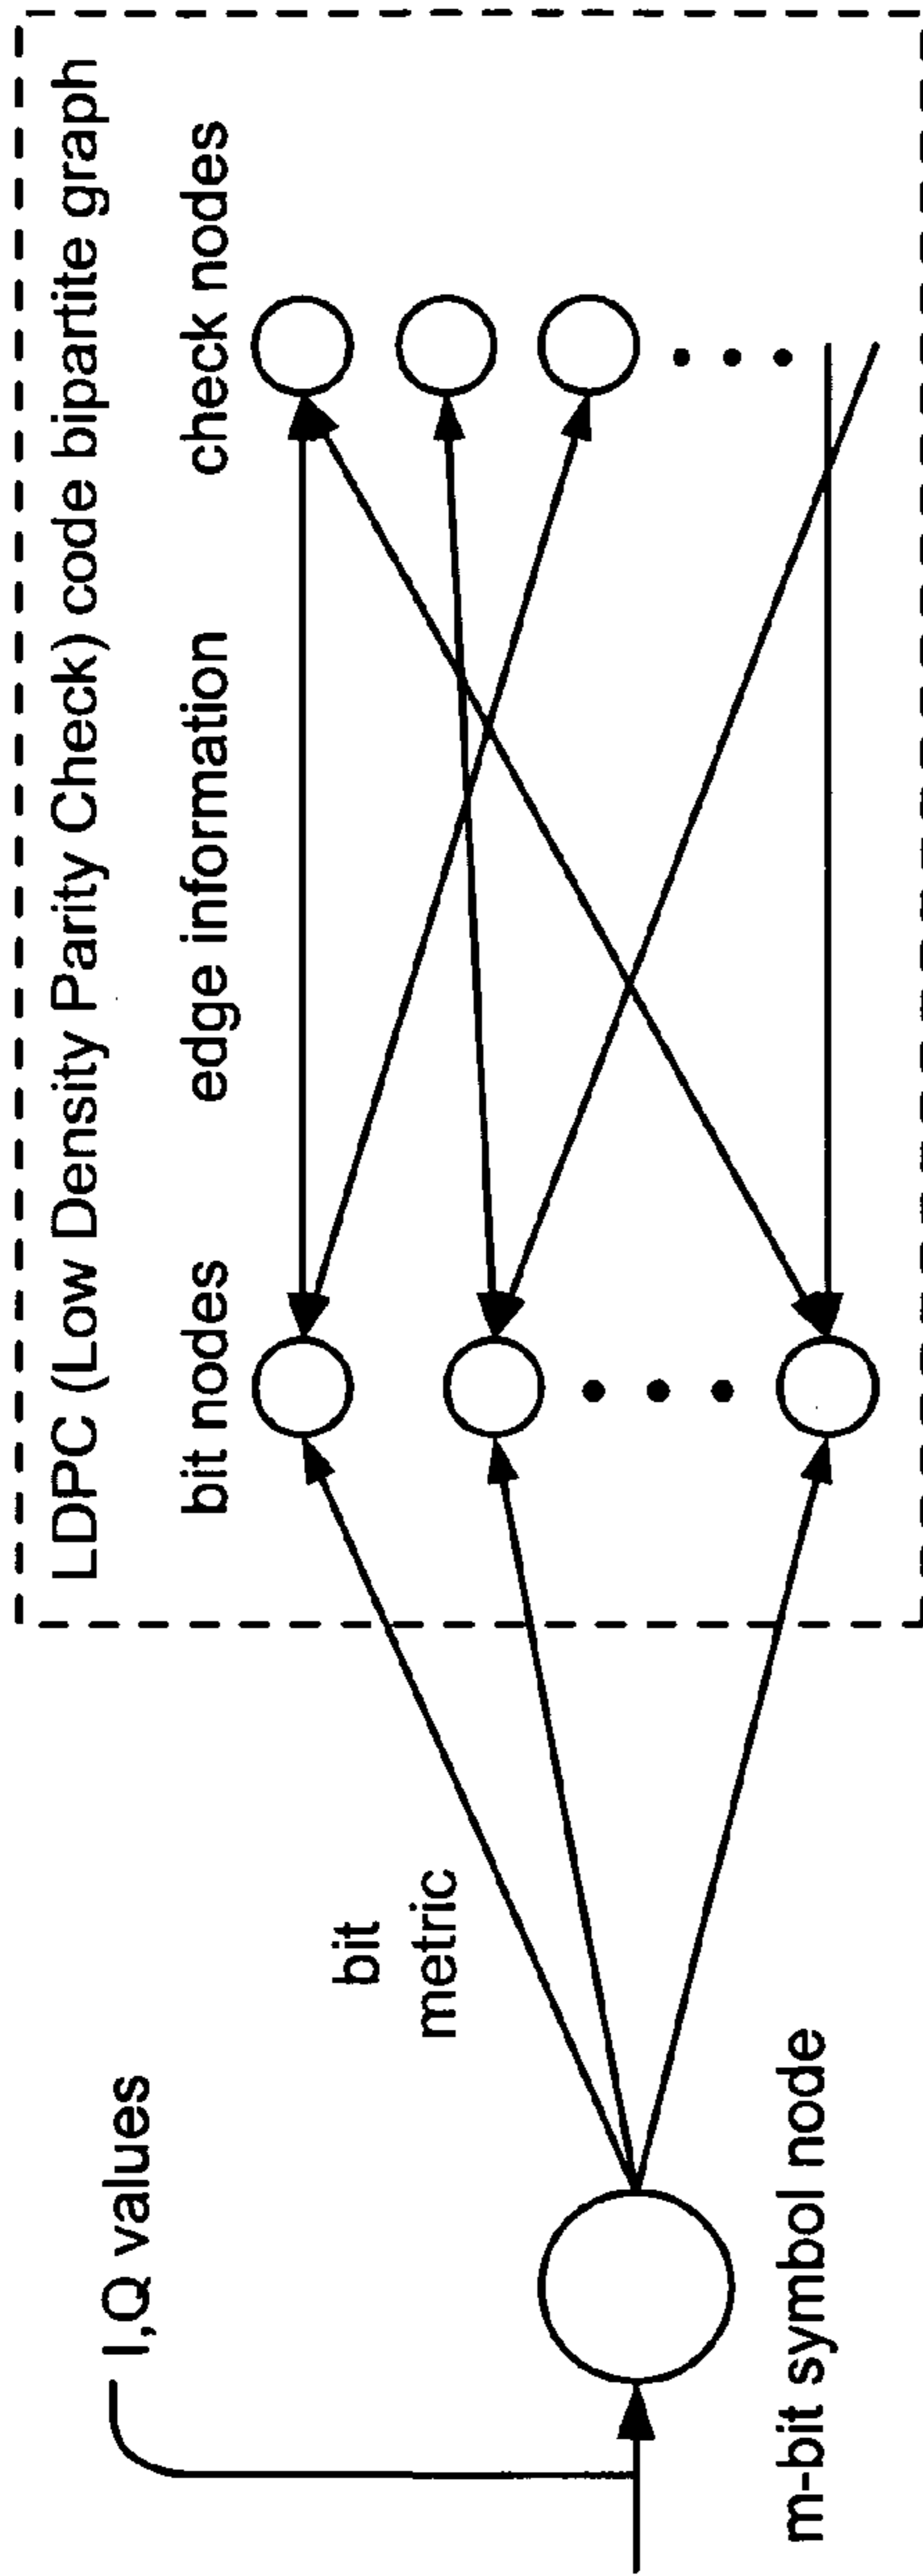 LDPC (Low Density Parity Check) code bipartite graph
bit nodes
edge information
check nodes
I,Q values
bit
metric
m-bit symbol node